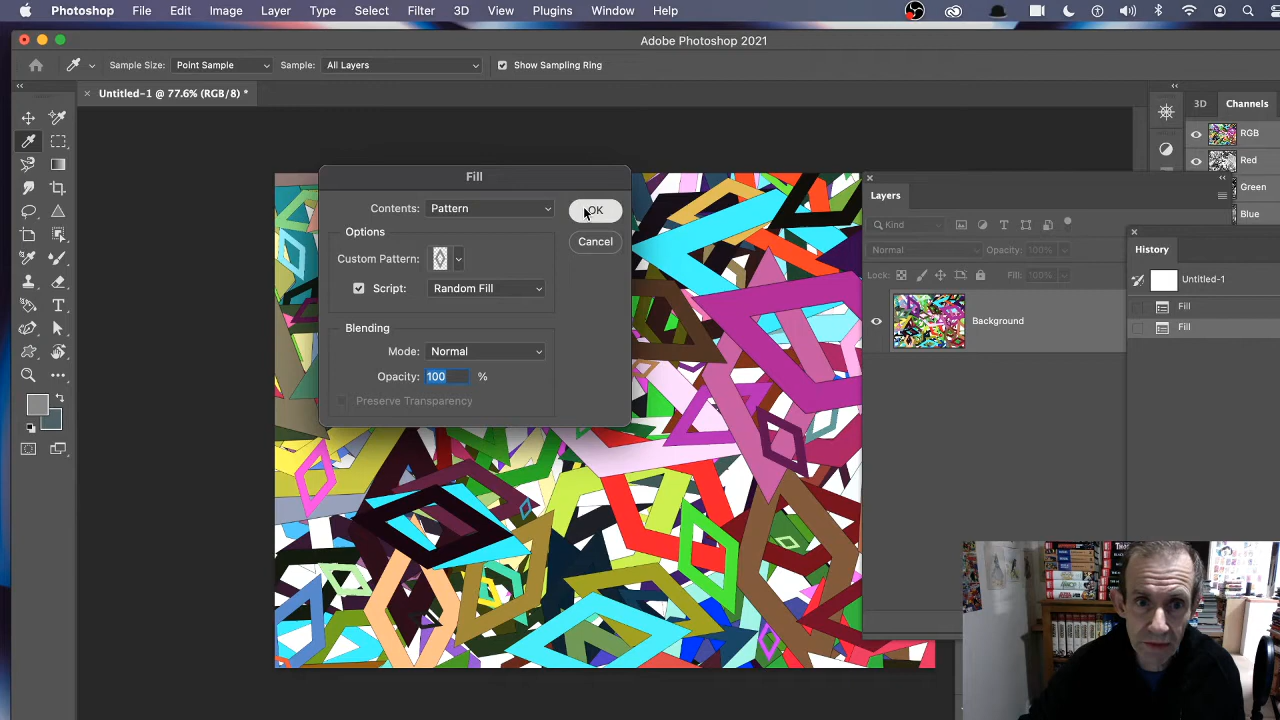 Photoshop File Edit Image Layer Type Select Filter 3D View Plugins Window Help
Adobe Photoshop 2021
Sample Size: Point Sample Sample: All Layers Show Sampling Ring
Untitled-1 @ 77.6% (RGB/8) *
3D Channels
RGB
Red
Green
Blue
Fill
Contents: Pattern
OK
Cancel
Options
Custom Pattern:
Script: Random Fill
Blending
Mode: Normal
Opacity: 100 %
Preserve Transparency
Layers
Kind
Normal Opacity: 100%
Lock: Fill: 100%
Background
History
Untitled-1
Fill
Fill